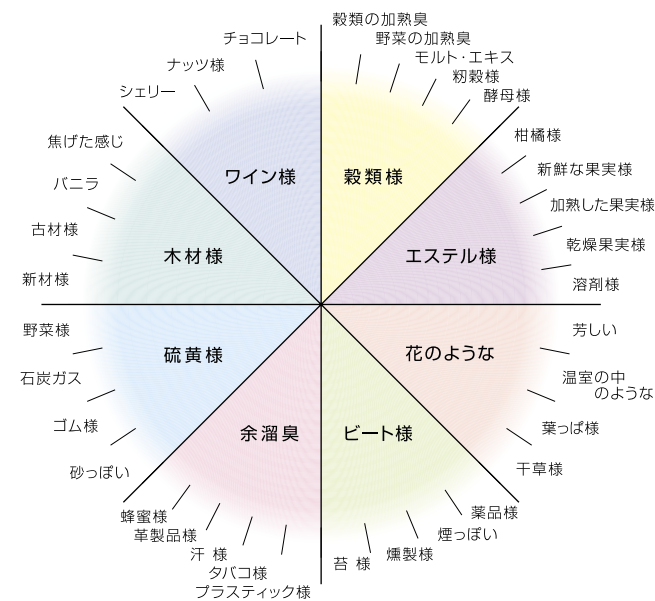 穀類の加熱臭
野菜の加熱臭
モルト・エキス
籾穀様
酵母様
穀類様
柑橘様
新鮮な果実様
加熱した果実様
乾燥果実様
溶剤様
エステル様
芳しい
温室の中
のような
葉っぱ様
干草様
花のような
薬品様
煙っぽい
燻製様
苔 様
ピート様
プラスティック様
タバコ様
汗 様
革製品様
蜂蜜様
余溜臭
砂っぽい
ゴム様
石炭ガス
野菜様
硫黄様
新材様
古材様
バニラ
焦げた感じ
木材様
シェリー
ナッツ様
チョコレート
ワイン様